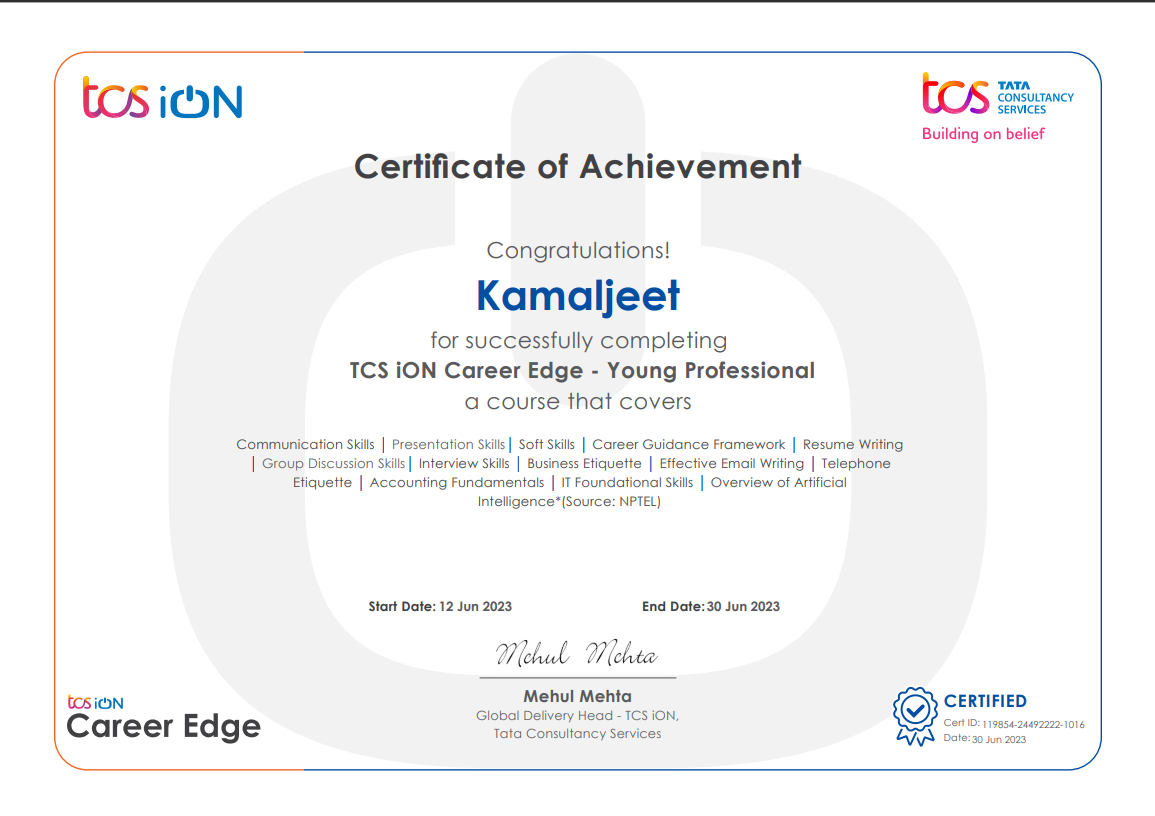 tcs iON
tcs TATA
CONSULTANCY
SERVICES
Building on belief
Certificate of Achievement
Congratulations!
Kamaljeet
for successfully completing
TCS iON Career Edge - Young Professional
a course that covers
Communication Skills | Presentation Skills | Soft Skills | Career Guidance Framework | Resume Writing
| Group Discussion Skills | Interview Skills | Business Etiquette | Effective Email Writing | Telephone
Etiquette | Accounting Fundamentals | IT Foundational Skills | Overview of Artificial
Intelligence*(Source: NPTEL)
Start Date: 12 Jun 2023 End Date: 30 Jun 2023
Mehul Mehta
Mehul Mehta
Global Delivery Head - TCS iON,
Tata Consultancy Services
tcs iON
Career Edge
CERTIFIED
Cert ID: 119854-24492222-1016
Date: 30 Jun 2023